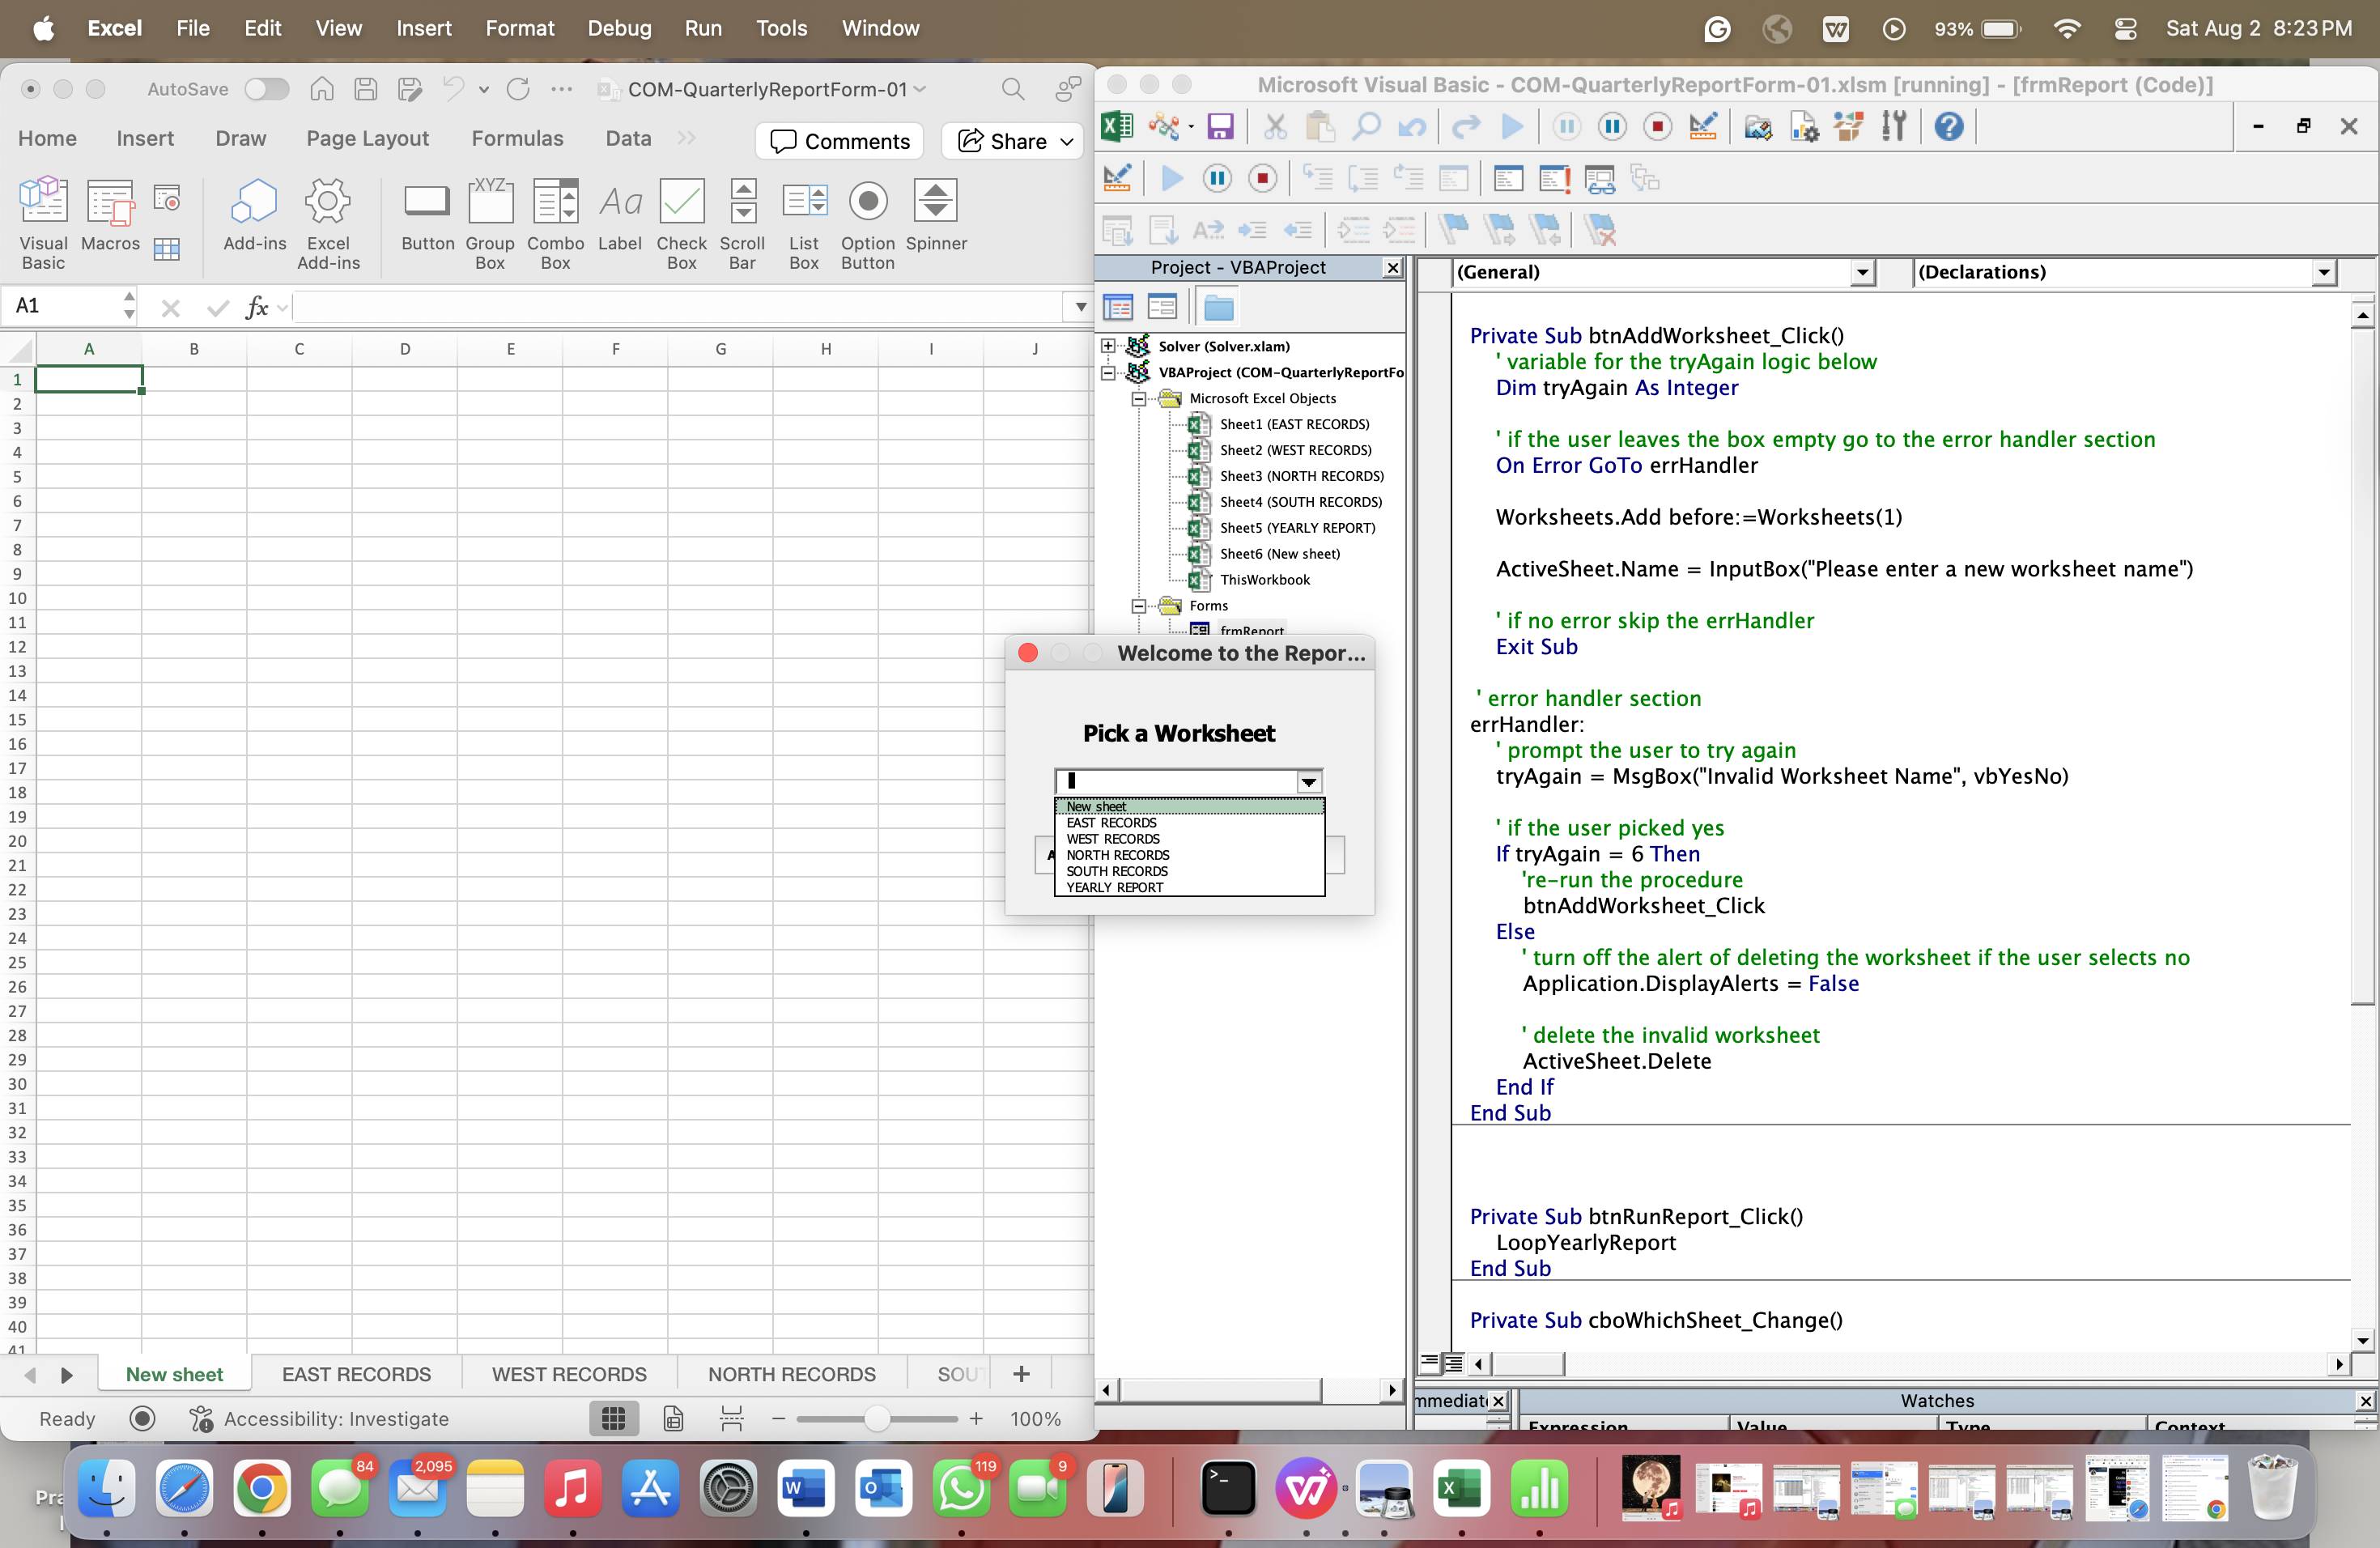 Excel File Edit View Insert Format Debug Run Tools Window 93% Sat Aug 2 8:23 PM
AutoSave COM-QuarterlyReportForm-01
Home Insert Draw Page Layout Formulas Data Comments Share
Visual Basic Macros Add-ins Excel Add-ins Button Group Box Combo Box Label Check Box Scroll Bar List Box Option Button Spinner
XYZ Aa
A1 fx
A B C D E F G H I J
1
2
3
4
5
6
7
8
9
10
11
12
13
14
15
16
17
18
19
20
21
22
23
24
25
26
27
28
29
30
31
32
33
34
35
36
37
38
39
40
41
New sheet EAST RECORDS WEST RECORDS NORTH RECORDS SOU +
Ready Accessibility: Investigate 100%
Microsoft Visual Basic - COM-QuarterlyReportForm-01.xlsm [running] - [frmReport (Code)]
Project - VBAProject
Solver (Solver.xlam)
VBAProject (COM-QuarterlyReportFo
Microsoft Excel Objects
Sheet1 (EAST RECORDS)
Sheet2 (WEST RECORDS)
Sheet3 (NORTH RECORDS)
Sheet4 (SOUTH RECORDS)
Sheet5 (YEARLY REPORT)
Sheet6 (New sheet)
ThisWorkbook
Forms
frmReport
Welcome to the Repor...
Pick a Worksheet
New sheet
EAST RECORDS
WEST RECORDS
NORTH RECORDS
SOUTH RECORDS
YEARLY REPORT
A
(General) (Declarations)
Private Sub btnAddWorksheet_Click()
' variable for the tryAgain logic below
Dim tryAgain As Integer
' if the user leaves the box empty go to the error handler section
On Error GoTo errHandler
Worksheets.Add before:=Worksheets(1)
ActiveSheet.Name = InputBox("Please enter a new worksheet name")
' if no error skip the errHandler
Exit Sub
' error handler section
errHandler:
' prompt the user to try again
tryAgain = MsgBox("Invalid Worksheet Name", vbYesNo)
' if the user picked yes
If tryAgain = 6 Then
're-run the procedure
btnAddWorksheet_Click
Else
' turn off the alert of deleting the worksheet if the user selects no
Application.DisplayAlerts = False
' delete the invalid worksheet
ActiveSheet.Delete
End If
End Sub
Private Sub btnRunReport_Click()
LoopYearlyReport
End Sub
Private Sub cboWhichSheet_Change()
mmediat Watches
Expression Value Type Context
84 2,095 119 9
Pra